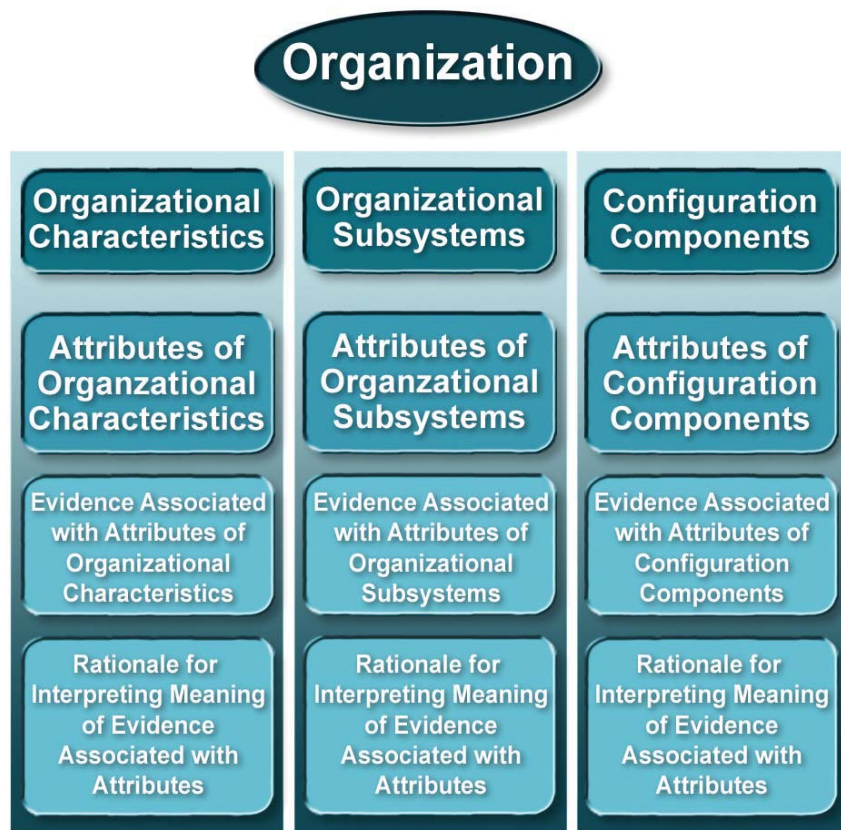 Organization
Organizational
Characteristics
Attributes of
Organzational
Characteristics
Evidence Associated
with Attributes of
Organizational
Characteristics
Rationale for
Interpreting Meaning
of Evidence
Associated with
Attributes
Organizational
Subsystems
Attributes of
Organzational
Subsystems
Evidence Associated
with Attributes of
Organizational
Subsystems
Rationale for
Interpreting Meaning
of Evidence
Associated with
Attributes
Configuration
Components
Attributes of
Configuration
Components
Evidence Associated
with Attributes of
Configuration
Components
Rationale for
Interpreting Meaning
of Evidence
Associated with
Attributes